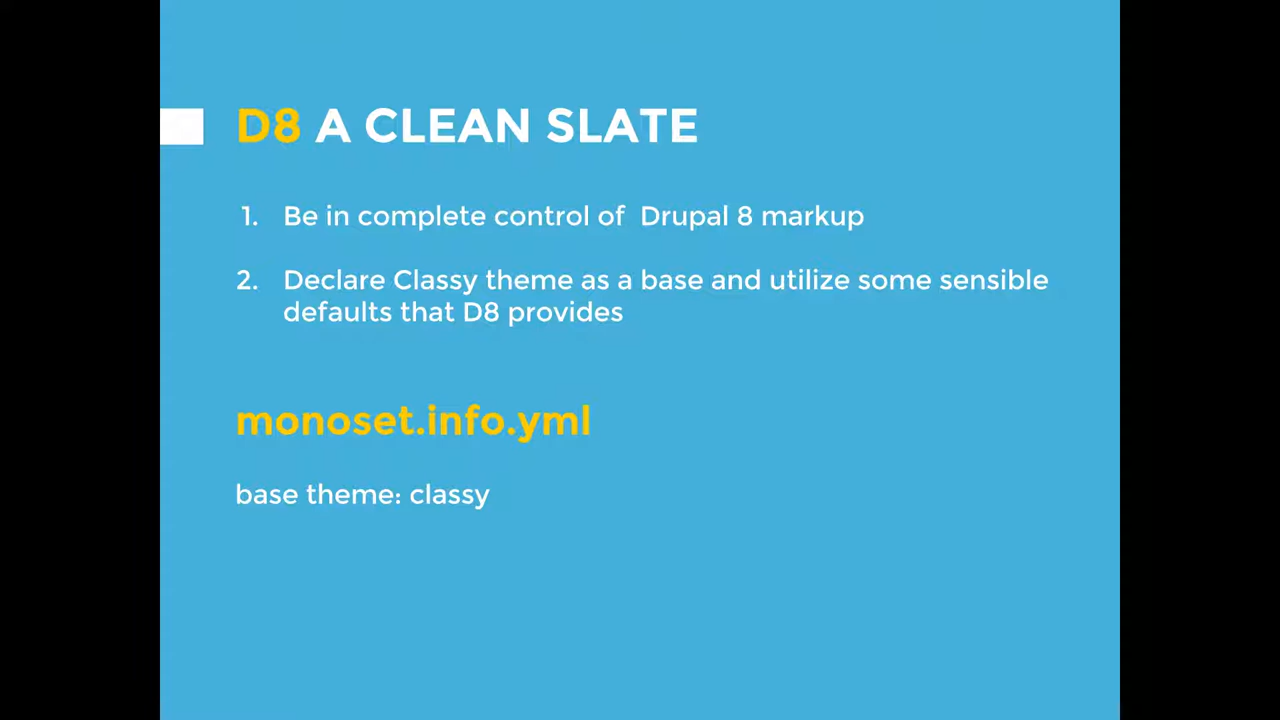 D8 A CLEAN SLATE
1. Be in complete control of  Drupal 8 markup
2. Declare Classy theme as a base and utilize some sensible
defaults that D8 provides
monoset.info.yml
base theme: classy